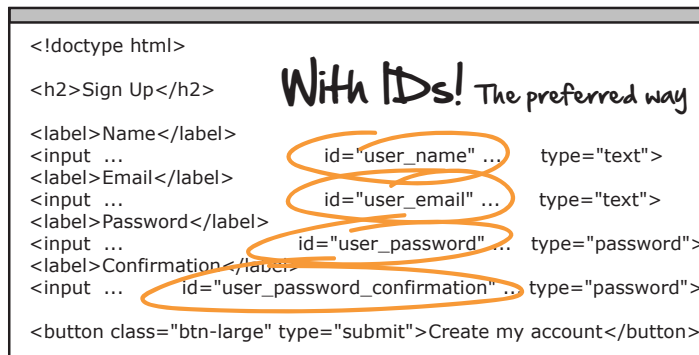 <!doctype html>
With IDs! The preferred way
<h2>Sign Up</h2>
<label>Name</label>
<input ... id="user_name" ... type="text">
<label>Email</label>
<input ... id="user_email" ... type="text">
<label>Password</label>
<input ... id="user_password" ... type="password">
<label>Confirmation</label>
<input ... id="user_password_confirmation" ... type="password">
<button class="btn-large" type="submit">Create my account</button>